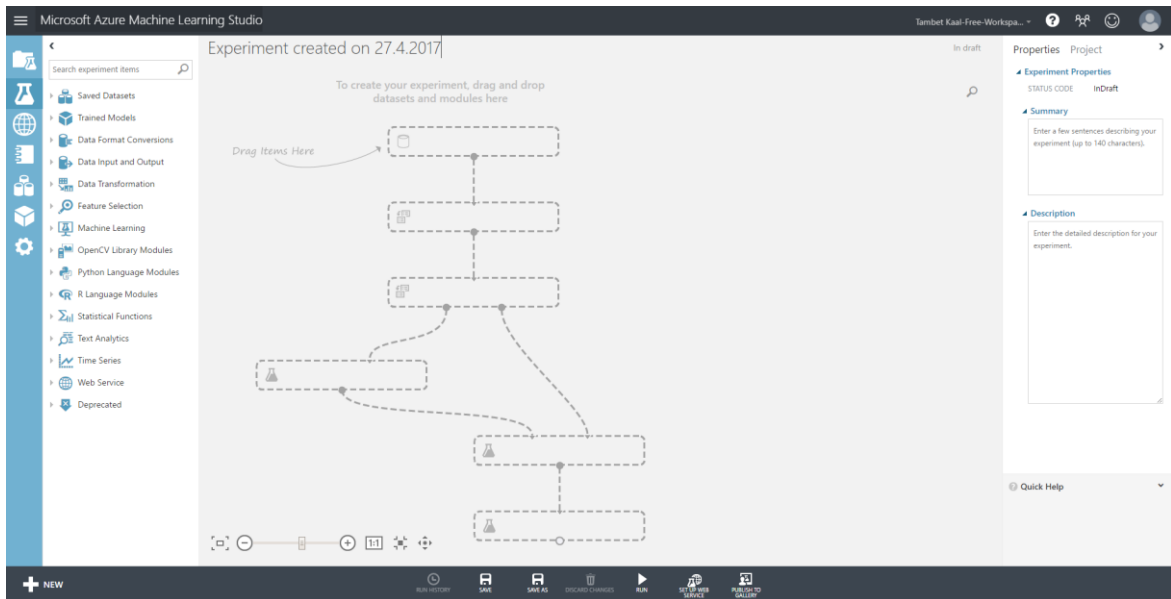 Microsoft Azure Machine Learning Studio
Tambet Kaal-Free-Workspa...
?
Search experiment items
Saved Datasets
Trained Models
Data Format Conversions
Data Input and Output
Data Transformation
Feature Selection
Machine Learning
OpenCV Library Modules
Python Language Modules
R Language Modules
Statistical Functions
Text Analytics
Time Series
Web Service
Deprecated
Experiment created on 27.4.2017
In draft
To create your experiment, drag and drop
datasets and modules here
Drag Items Here
1:1
Properties Project
Experiment Properties
STATUS CODE InDraft
Summary
Enter a few sentences describing your
experiment (up to 140 characters).
Description
Enter the detailed description for your
experiment.
Quick Help
NEW
RUN HISTORY
SAVE
SAVE AS
DISCARD CHANGES
RUN
SET UP WEB
SERVICE
PUBLISH TO
GALLERY